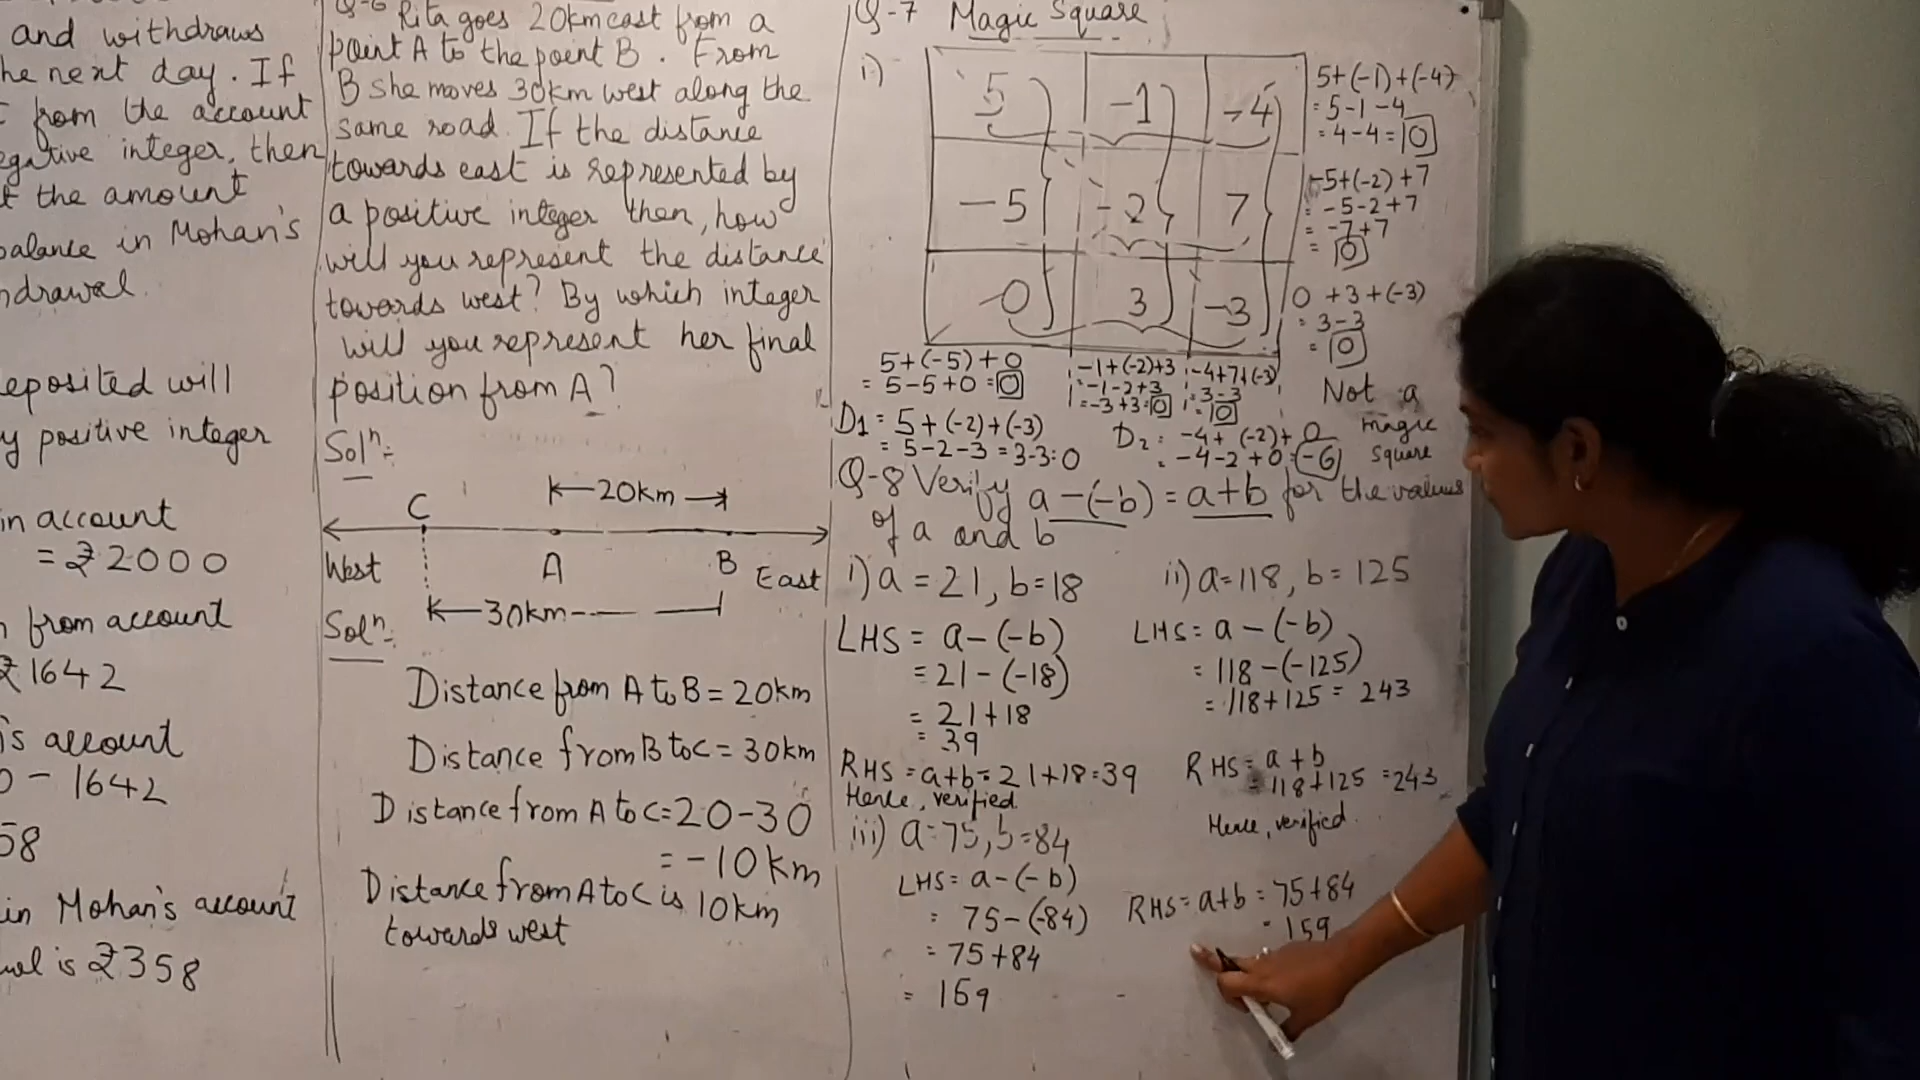 and withdraws
he next day. If
t from the account
egative integer, then
t the amount
balance in Mohan's
hdrawal.
eposited will
y positive integer
in account
= ₹2000
from account
₹1642
is account
0 - 1642
58
in Mohan's account
wal is ₹358
Q-6 Rita goes 20km east from a
point A to the point B. From
B she moves 30km west along the
same road. If the distance
towards east is represented by
a positive integer then, how
will you represent the distance
towards west? By which integer
will you represent her final
position from A?
Solⁿ:-
20km
C
West A B East
30km
Solⁿ:-
Distance from A to B = 20km
Distance from B to C = 30km
Distance from A to C = 20-30
= -10km
Distance from A to C is 10km
towards west
Q-7 Magic Square
i)
5 -1 -4
-5 -2 7
-0 3 -3
5+(-1)+(-4)
= 5-1-4
= 4-4=0
-5+(-2)+7
= -5-2+7
= -7+7
= 0
0+3+(-3)
= 3-3
= 0
5+(-5)+0
= 5-5+0=0
-1+(-2)+3
= -1-2+3
= -3+3=0
-4+7+(-3)
= 3-3
= 0
D1 = 5+(-2)+(-3)
= 5-2-3 = 3-3=0
D2 = -4+(-2)+0
= -4-2+0=-6
Not a
magic
square
Q-8 Verify a-(-b) = a+b for the values
of a and b
i) a = 21, b=18
LHS = a-(-b)
= 21-(-18)
= 21+18
= 39
RHS = a+b = 21+18=39
Hence, verified
ii) a=118, b=125
LHS= a-(-b)
= 118-(-125)
= 118+125 = 243
RHS= a+b
= 118+125 =243
Hence, verified.
iii) a=75, b=84
LHS= a-(-b)
= 75-(-84)
= 75+84
= 159
RHS= a+b = 75+84
= 159